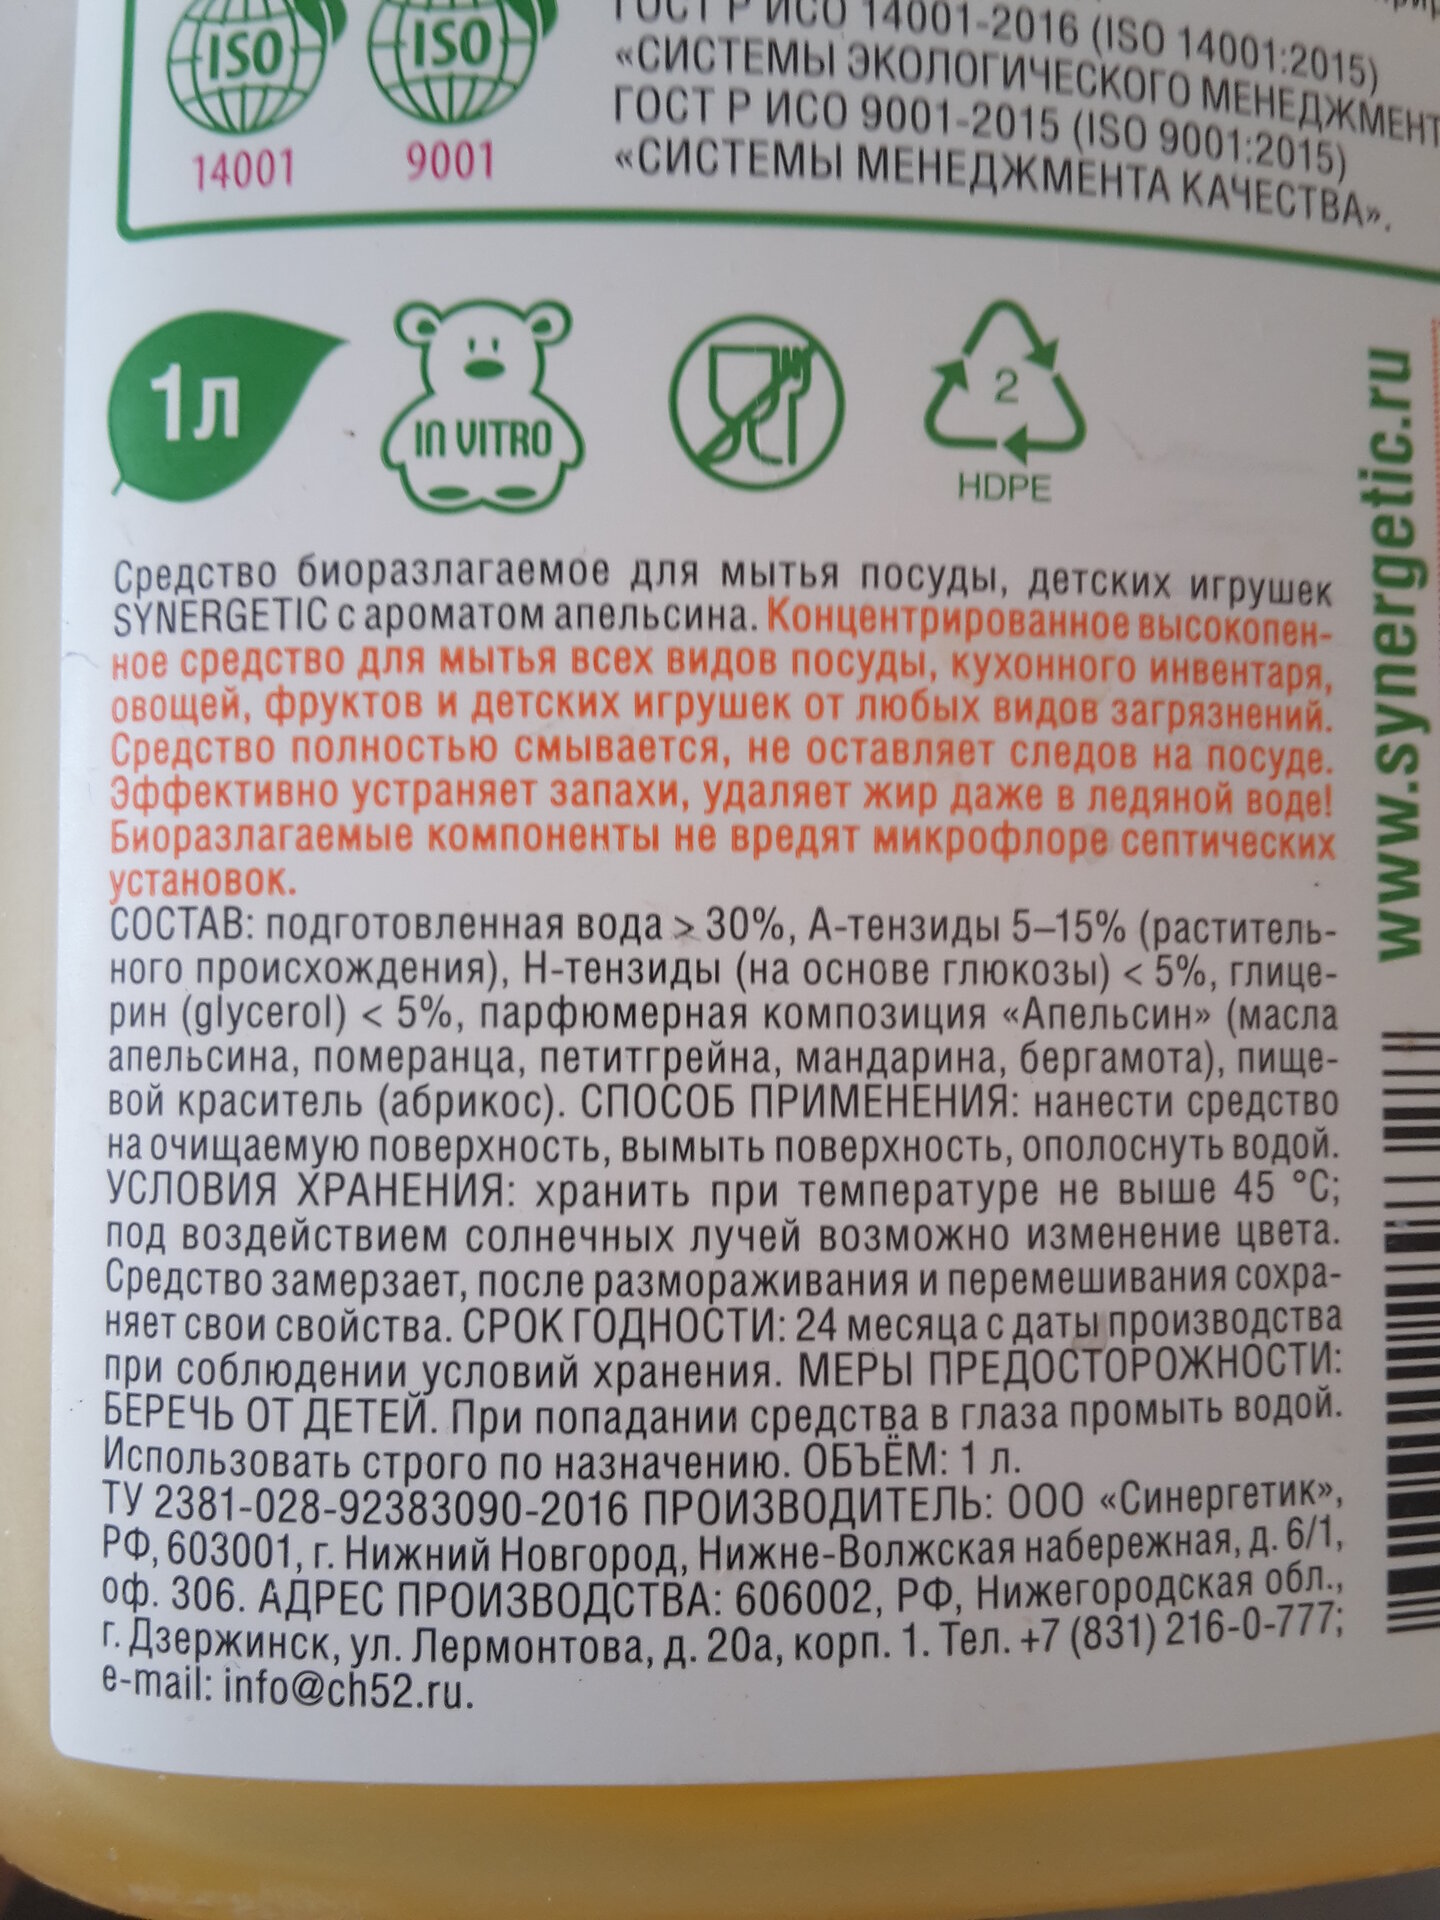 ГОСТ Р ИСО 14001-2016 (ISO 14001:2015)
«СИСТЕМЫ ЭКОЛОГИЧЕСКОГО МЕНЕДЖМЕНТ
ГОСТ Р ИСО 9001-2015 (ISO 9001:2015)
«СИСТЕМЫ МЕНЕДЖМЕНТА КАЧЕСТВА».
ISO
14001
ISO
9001
1л
IN VITRO
2
HDPE
www.synergetic.ru
Средство биоразлагаемое для мытья посуды, детских игрушек
SYNERGETIC с ароматом апельсина. Концентрированное высокопен-
ное средство для мытья всех видов посуды, кухонного инвентаря,
овощей, фруктов и детских игрушек от любых видов загрязнений.
Средство полностью смывается, не оставляет следов на посуде.
Эффективно устраняет запахи, удаляет жир даже в ледяной воде!
Биоразлагаемые компоненты не вредят микрофлоре септических
установок.
СОСТАВ: подготовленная вода > 30%, А-тензиды 5–15% (раститель-
ного происхождения), Н-тензиды (на основе глюкозы) < 5%, глице-
рин (glycerol) < 5%, парфюмерная композиция «Апельсин» (масла
апельсина, померанца, петитгрейна, мандарина, бергамота), пище-
вой краситель (абрикос). СПОСОБ ПРИМЕНЕНИЯ: нанести средство
на очищаемую поверхность, вымыть поверхность, ополоснуть водой.
УСЛОВИЯ ХРАНЕНИЯ: хранить при температуре не выше 45 °С;
под воздействием солнечных лучей возможно изменение цвета.
Средство замерзает, после размораживания и перемешивания сохра-
няет свои свойства. СРОК ГОДНОСТИ: 24 месяца с даты производства
при соблюдении условий хранения. МЕРЫ ПРЕДОСТОРОЖНОСТИ:
БЕРЕЧЬ ОТ ДЕТЕЙ. При попадании средства в глаза промыть водой.
Использовать строго по назначению. ОБЪЁМ: 1 л.
ТУ 2381-028-92383090-2016 ПРОИЗВОДИТЕЛЬ: ООО «Синергетик»,
РФ, 603001, г. Нижний Новгород, Нижне-Волжская набережная, д. 6/1,
оф. 306. АДРЕС ПРОИЗВОДСТВА: 606002, РФ, Нижегородская обл.,
г. Дзержинск, ул. Лермонтова, д. 20а, корп. 1. Тел. +7 (831) 216-0-777;
e-mail: info@ch52.ru.